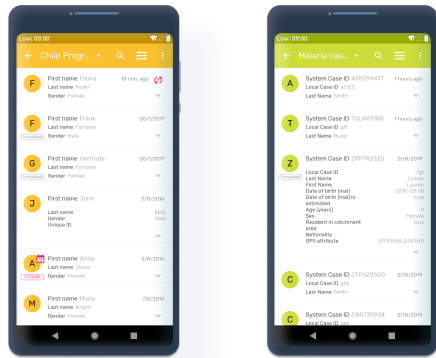 LOWI 09:00
Child Progr...
F
First name Fiona
18 min. ago
Last name Ryder
Gender Female
F
First name Frank
20/1/2017
Last name Fjordsen
Completed
Gender Male
G
First name Gertrude
20/1/2017
Last name Fjordsen
Completed
Gender Female
J
First name John
3/8/2016
Last name Kelly
Gender Male
Unique ID
A
First name Anna
3/8/2016
Last name Jones
Gender Female
M
First name Maria
7/8/2015
Last name Wright
Gender Female
LOWI 09:00
Malaria cas...
A
System Case ID AFB399477
7 hours ago
Local Case ID ac123
Last Name Smith
T
System Case ID TSL493788
7 hours ago
Local Case ID gft
Last Name Rupel
Z
System Case ID ZRP792320
21/8/2019
Completed
Local Case ID fgt
Last Name Cohen
First Name Lauren
Date of birth (mal) 2010-03-10
Date of birth (mal) is true
estimated
Age (years) 9
Sex Female
Resident in catchment true
area
Nationality
GPS attribute
C
System Case ID CFF620500
21/8/2019
Local Case ID ghy
Last Name Smith
C
System Case ID CNS735904
21/8/2019
Local Case ID